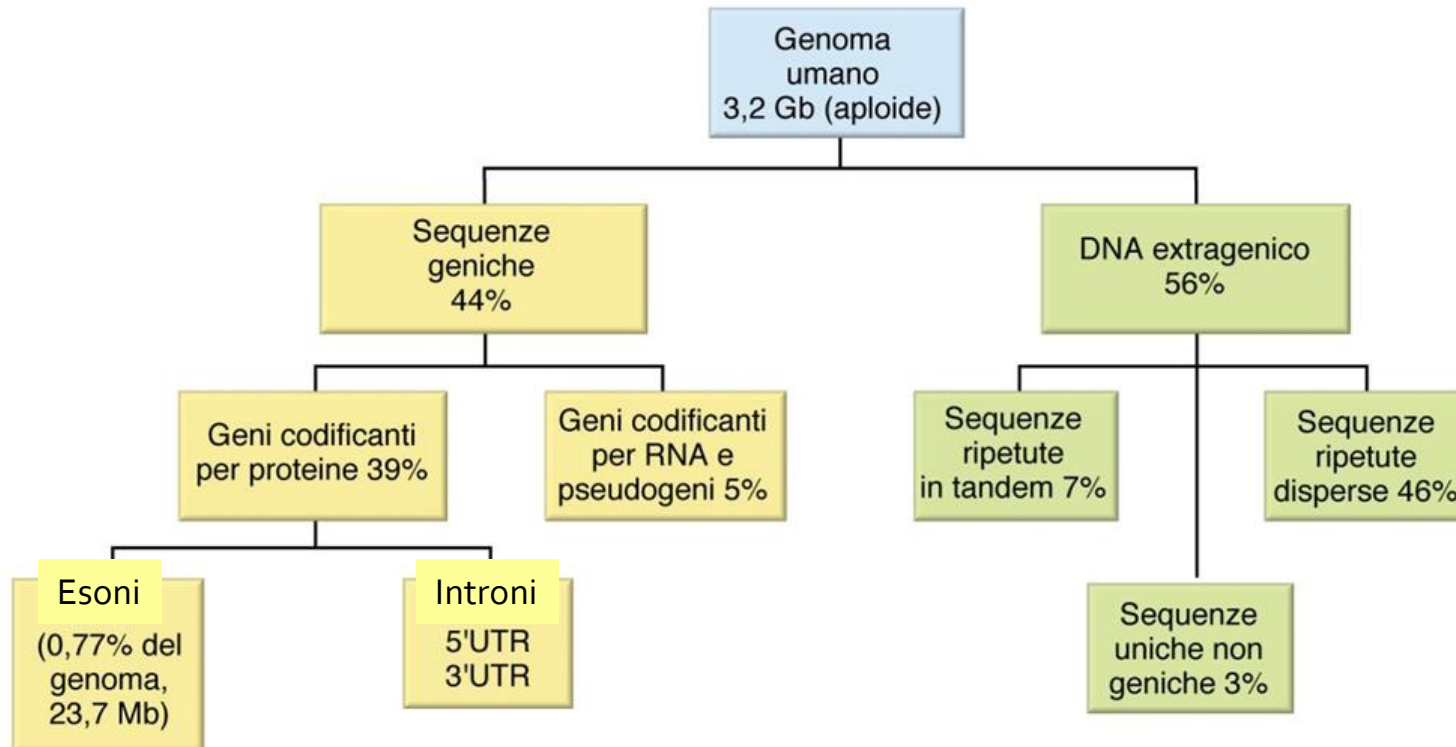 Genoma
umano
3,2 Gb (aploide)
Sequenze
geniche
44%
DNA extragenico
56%
Geni codificanti
per proteine 39%
Geni codificanti
per RNA e
pseudogeni 5%
Sequenze
ripetute
in tandem 7%
Sequenze
ripetute
disperse 46%
Esoni
(0,77% del
genoma,
23,7 Mb)
Introni
5'UTR
3'UTR
Sequenze
uniche non
geniche 3%